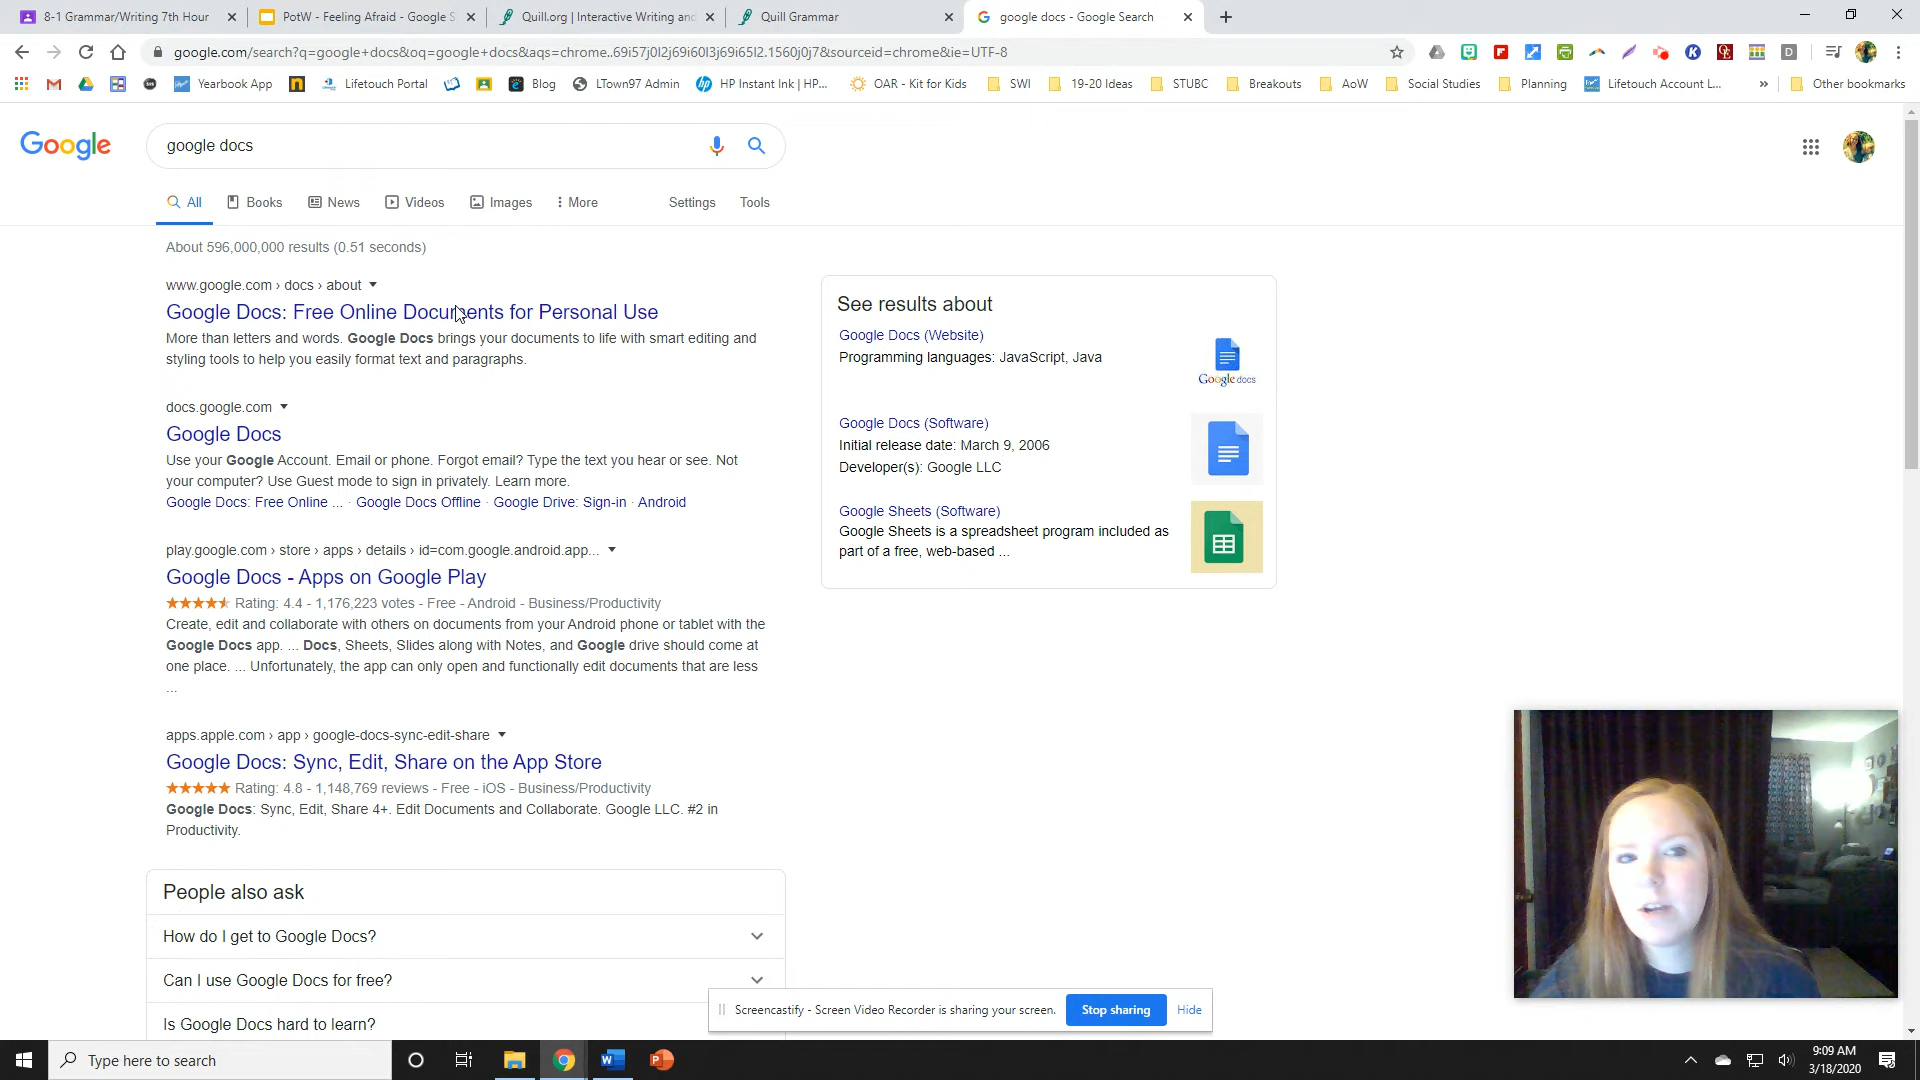 8-1 Grammar/Writing 7th Hour
PotW - Feeling Afraid - Google S
Quill.org | Interactive Writing and
Quill Grammar
google docs - Google Search
google.com/search?q=google+docs&oq=google+docs&aqs=chrome..69i57j0l2j69i60l3j69i65l2.1560j0j7&sourceid=chrome&ie=UTF-8
Yearbook App
Lifetouch Portal
Blog
LTown97 Admin
HP Instant Ink | HP...
OAR - Kit for Kids
SWI
19-20 Ideas
STUBC
Breakouts
AoW
Social Studies
Planning
Lifetouch Account L...
»
Other bookmarks
Google
google docs
All
Books
News
Videos
Images
More
Settings
Tools
About 596,000,000 results (0.51 seconds)
www.google.com › docs › about
Google Docs: Free Online Documents for Personal Use
More than letters and words. Google Docs brings your documents to life with smart editing and
styling tools to help you easily format text and paragraphs.
docs.google.com
Google Docs
Use your Google Account. Email or phone. Forgot email? Type the text you hear or see. Not
your computer? Use Guest mode to sign in privately. Learn more.
Google Docs: Free Online ... · Google Docs Offline · Google Drive: Sign-in · Android
play.google.com › store › apps › details › id=com.google.android.app...
Google Docs - Apps on Google Play
Rating: 4.4 - 1,176,223 votes - Free - Android - Business/Productivity
Create, edit and collaborate with others on documents from your Android phone or tablet with the
Google Docs app. ... Docs, Sheets, Slides along with Notes, and Google drive should come at
one place. ... Unfortunately, the app can only open and functionally edit documents that are less
...
apps.apple.com › app › google-docs-sync-edit-share
Google Docs: Sync, Edit, Share on the App Store
Rating: 4.8 - 1,148,769 reviews - Free - iOS - Business/Productivity
Google Docs: Sync, Edit, Share 4+. Edit Documents and Collaborate. Google LLC. #2 in
Productivity.
People also ask
How do I get to Google Docs?
Can I use Google Docs for free?
Is Google Docs hard to learn?
See results about
Google Docs (Website)
Programming languages: JavaScript, Java
Google docs
Google Docs (Software)
Initial release date: March 9, 2006
Developer(s): Google LLC
Google Sheets (Software)
Google Sheets is a spreadsheet program included as
part of a free, web-based ...
Screencastify - Screen Video Recorder is sharing your screen.
Stop sharing
Hide
Type here to search
9:09 AM
3/18/2020